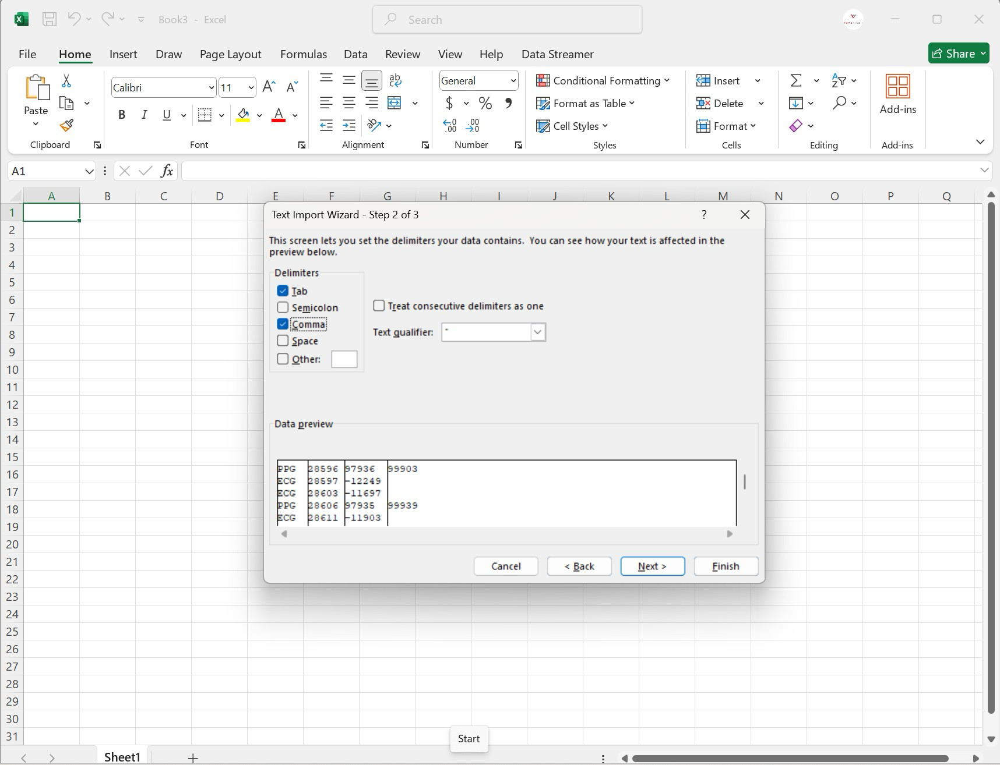 Book3 - Excel
Search
File Home Insert Draw Page Layout Formulas Data Review View Help Data Streamer Share
Paste
Clipboard
Calibri 11
B I U
Font
ab
Alignment
General
$ % ,
Number
Conditional Formatting
Format as Table
Cell Styles
Styles
Insert
Delete
Format
Cells
Editing
Add-ins
Add-ins
A1
fx
A B C D E F G H I J K L M N O P Q
1
2
3
4
5
6
7
8
9
10
11
12
13
14
15
16
17
18
19
20
21
22
23
24
25
26
27
28
29
30
31
Text Import Wizard - Step 2 of 3
?
This screen lets you set the delimiters your data contains. You can see how your text is affected in the
preview below.
Delimiters
Tab
Semicolon
Comma
Space
Other:
Treat consecutive delimiters as one
Text qualifier: "
Data preview
PPG 28596 97936 99903
ECG 28597 -12249
ECG 28603 -11697
PPG 28606 97935 99939
ECG 28611 -11903
Cancel < Back Next > Finish
Start
Sheet1